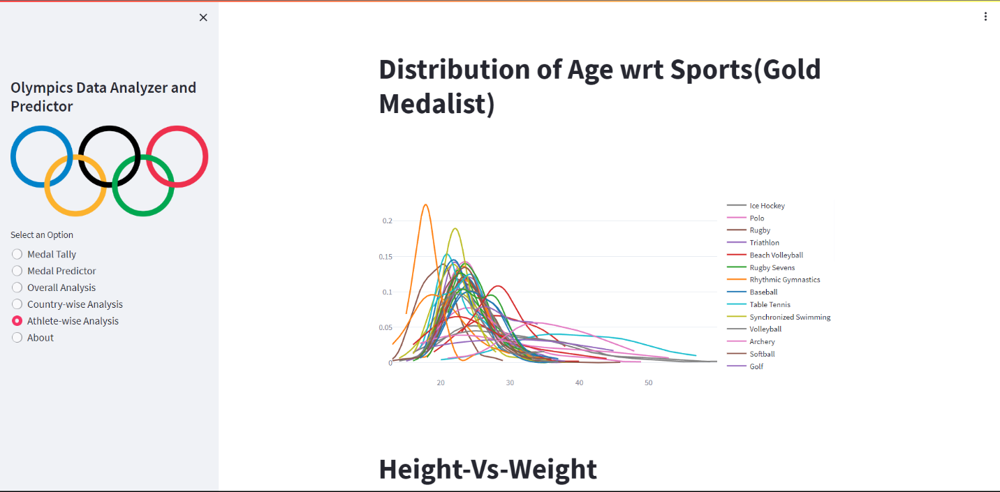 Olympics Data Analyzer and
Predictor
Select an Option
Medal Tally
Medal Predictor
Overall Analysis
Country-wise Analysis
Athlete-wise Analysis
About
Distribution of Age wrt Sports(Gold
Medalist)
0.2
0.15
0.1
0.05
0
20
30
40
50
Ice Hockey
Polo
Rugby
Triathlon
Beach Volleyball
Rugby Sevens
Rhythmic Gymnastics
Baseball
Table Tennis
Synchronized Swimming
Volleyball
Archery
Softball
Golf
Height-Vs-Weight